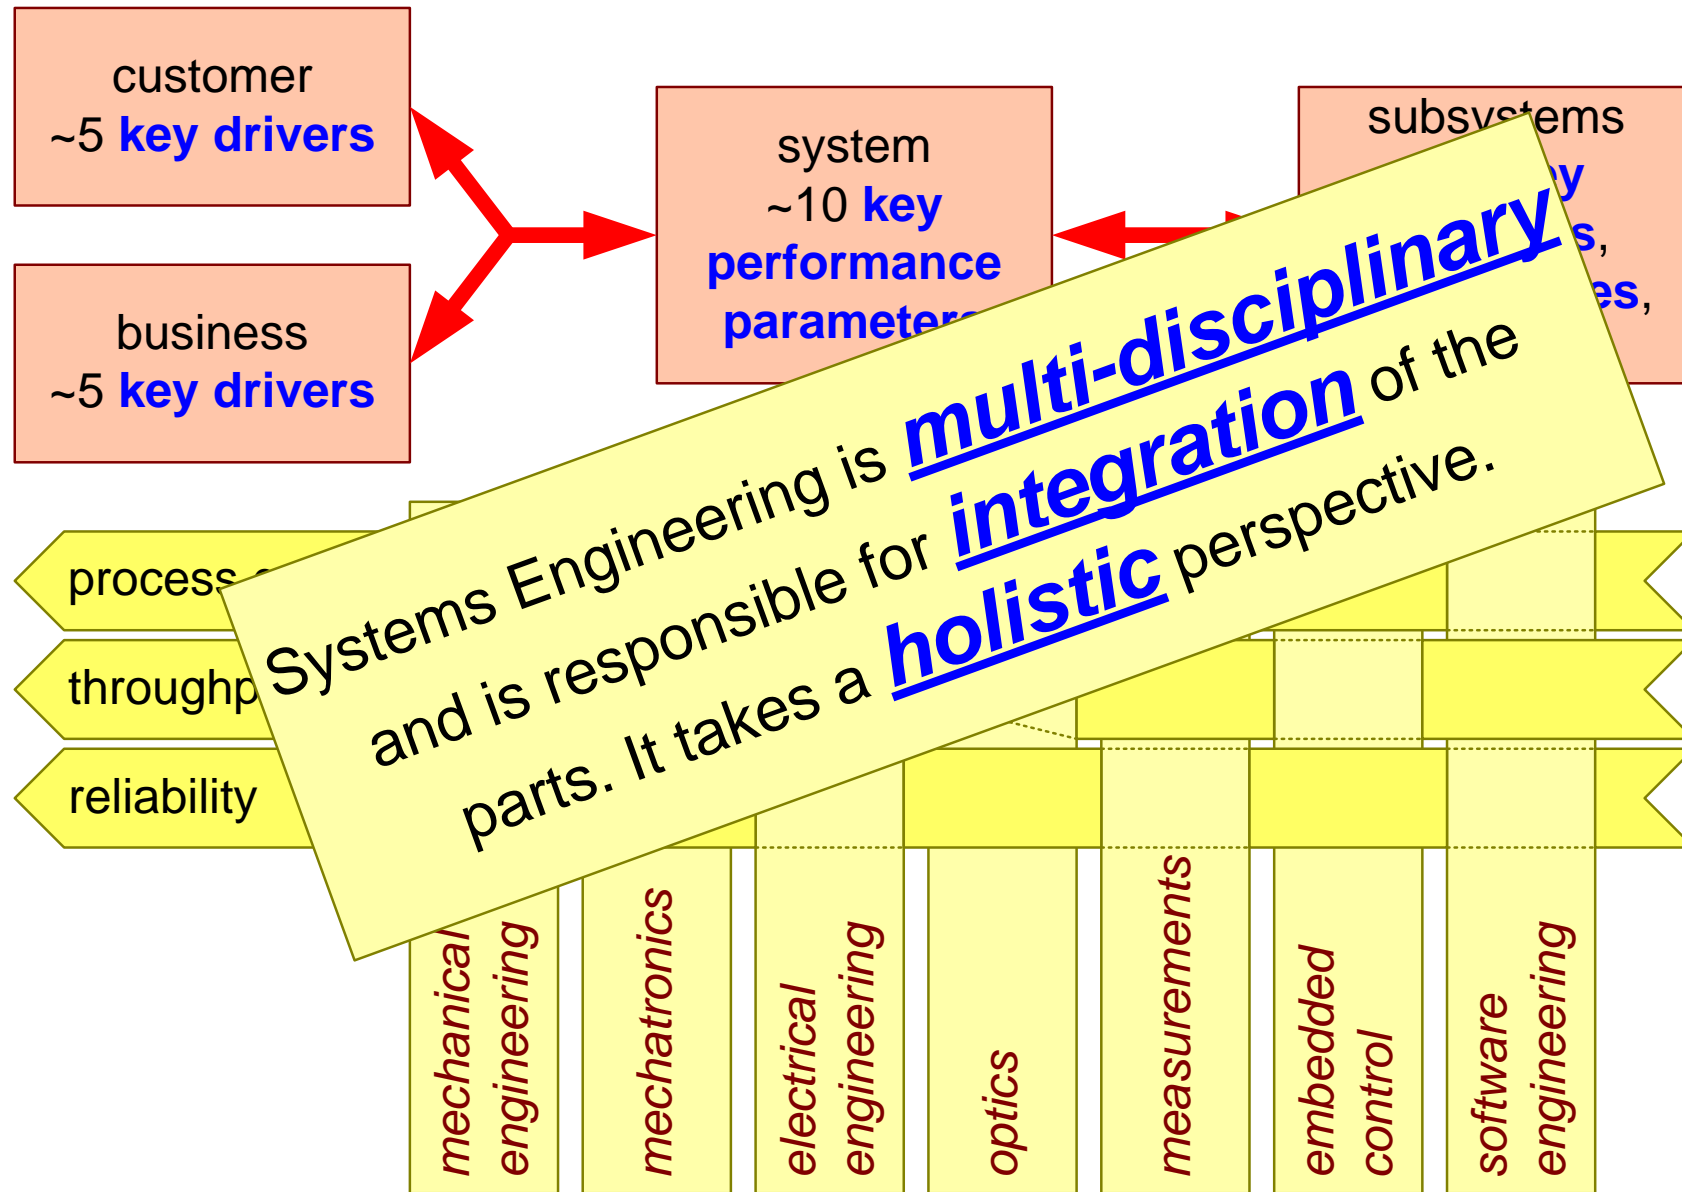 customer
~5 key drivers
business
~5 key drivers
system
~10 key
performance
parameters
subsystems
Systems Engineering is multi-disciplinary
and is responsible for integration of the
parts. It takes a holistic perspective.
process
reliability
mechanical
engineering
mechatronics
electrical
engineering
optics
measurements
embedded
control
software
engineering